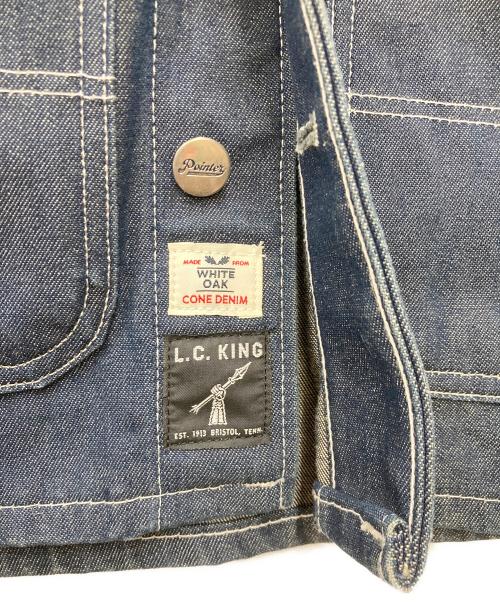 Pointer
MADE FROM
WHITE
OAK
CONE DENIM
L.C. KING
EST. 1913 BRISTOL, TENN.